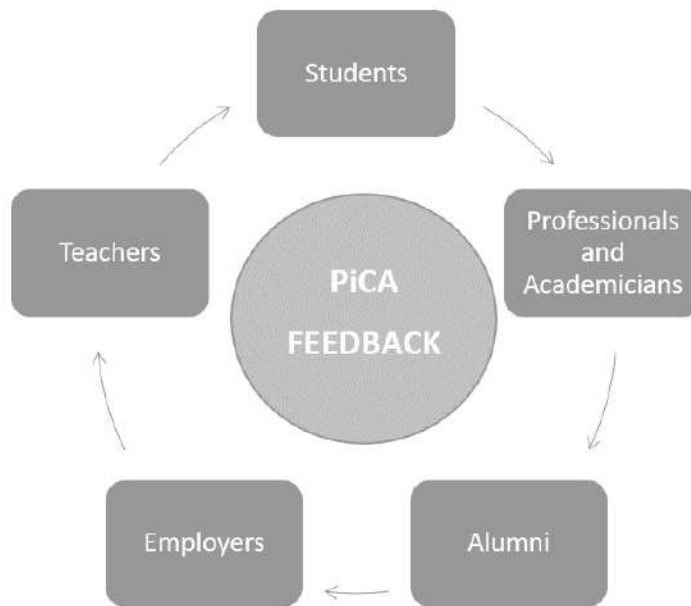 Students
Professionals
and
Academicians
Alumni
Employers
Teachers
PiCA
FEEDBACK